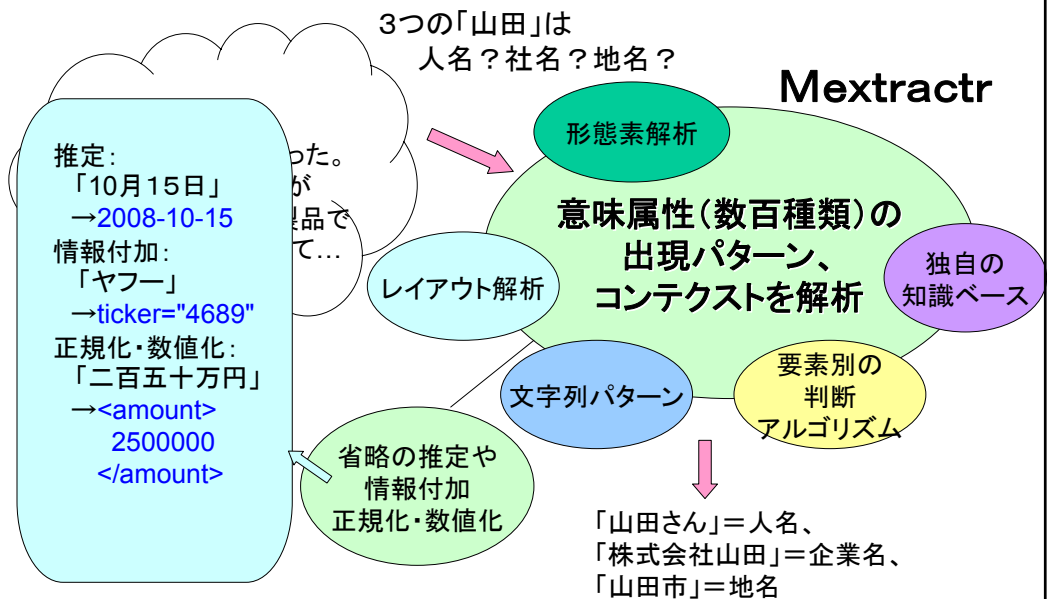 3つの「山田」は
人名?社名?地名?
Mextractr
形態素解析
意味属性(数百種類)の
出現パターン、
コンテクストを解析
独自の
知識ベース
レイアウト解析
文字列パターン
要素別の
判断
アルゴリズム
省略の推定や
情報付加
正規化・数値化
った。
が
製品で
て…
推定:
「10月15日」
→2008-10-15
情報付加:
「ヤフー」
→ticker="4689"
正規化・数値化:
「二百五十万円」
→<amount>
2500000
</amount>
「山田さん」=人名、
「株式会社山田」=企業名、
「山田市」=地名